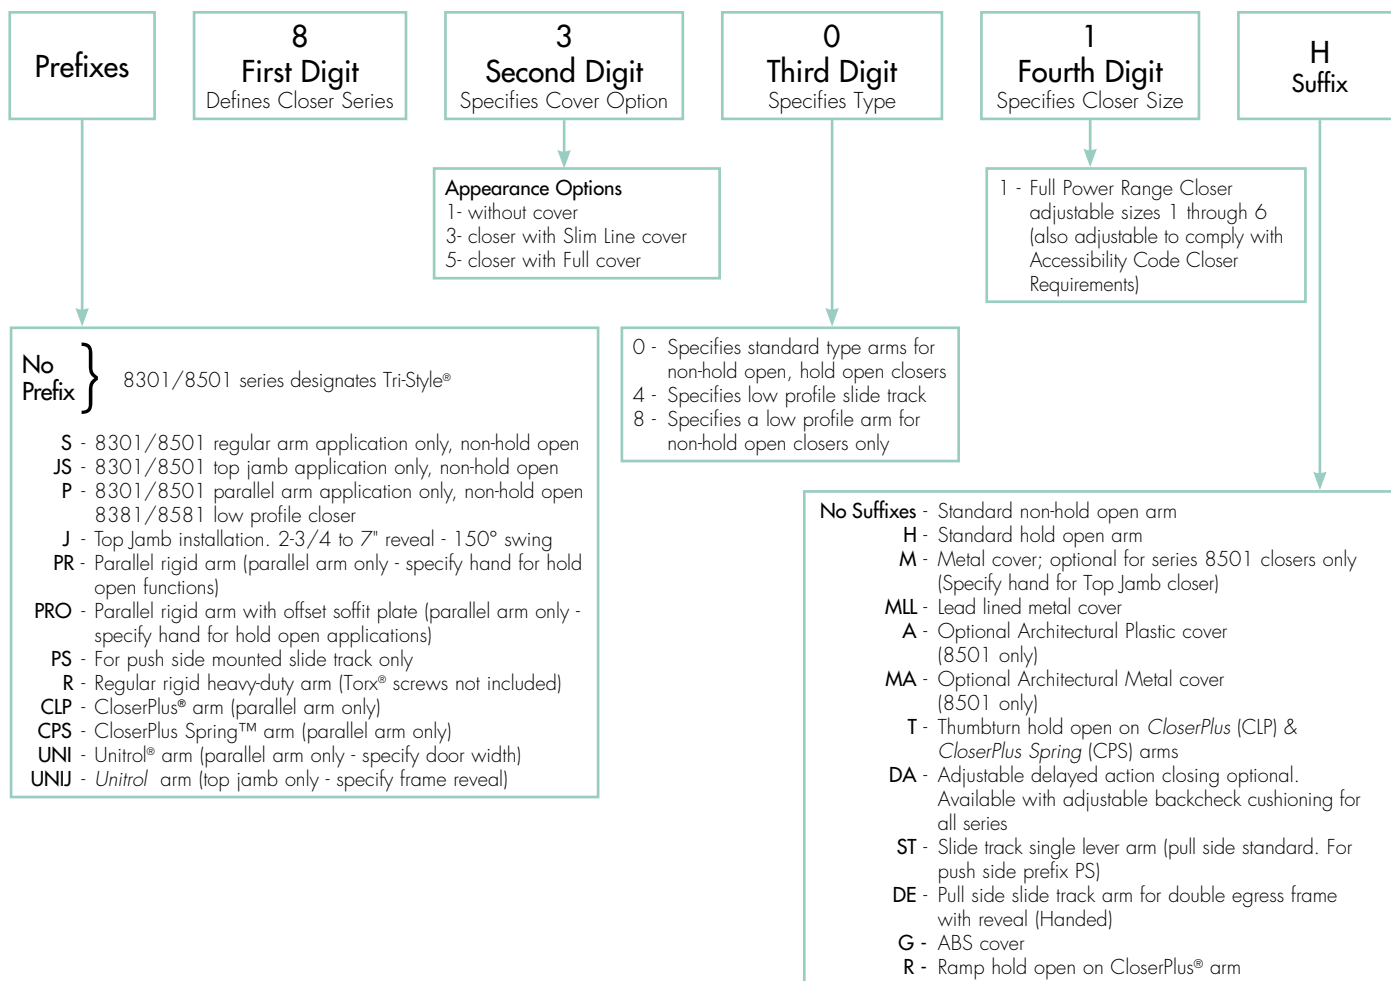 Prefixes
8
First Digit
Defines Closer Series
3
Second Digit
Specifies Cover Option
0
Third Digit
Specifies Type
1
Fourth Digit
Specifies Closer Size
H
Suffix
Appearance Options
1- without cover
3- closer with Slim Line cover
5- closer with Full cover
1 - Full Power Range Closer
adjustable sizes 1 through 6
(also adjustable to comply with
Accessibility Code Closer
Requirements)
No
Prefix } 8301/8501 series designates Tri-Style®
S - 8301/8501 regular arm application only, non-hold open
JS - 8301/8501 top jamb application only, non-hold open
P - 8301/8501 parallel arm application only, non-hold open
8381/8581 low profile closer
J - Top Jamb installation. 2-3/4 to 7" reveal - 150° swing
PR - Parallel rigid arm (parallel arm only - specify hand for hold
open functions)
PRO - Parallel rigid arm with offset soffit plate (parallel arm only -
specify hand for hold open applications)
PS - For push side mounted slide track only
R - Regular rigid heavy-duty arm (Torx® screws not included)
CLP - CloserPlus® arm (parallel arm only)
CPS - CloserPlus Spring™ arm (parallel arm only)
UNI - Unitrol® arm (parallel arm only - specify door width)
UNIJ - Unitrol arm (top jamb only - specify frame reveal)
0 - Specifies standard type arms for
non-hold open, hold open closers
4 - Specifies low profile slide track
8 - Specifies a low profile arm for
non-hold open closers only
No Suffixes - Standard non-hold open arm
H - Standard hold open arm
M - Metal cover; optional for series 8501 closers only
(Specify hand for Top Jamb closer)
MLL - Lead lined metal cover
A - Optional Architectural Plastic cover
(8501 only)
MA - Optional Architectural Metal cover
(8501 only)
T - Thumbturn hold open on CloserPlus (CLP) &
CloserPlus Spring (CPS) arms
DA - Adjustable delayed action closing optional.
Available with adjustable backcheck cushioning for
all series
ST - Slide track single lever arm (pull side standard. For
push side prefix PS)
DE - Pull side slide track arm for double egress frame
with reveal (Handed)
G - ABS cover
R - Ramp hold open on CloserPlus® arm